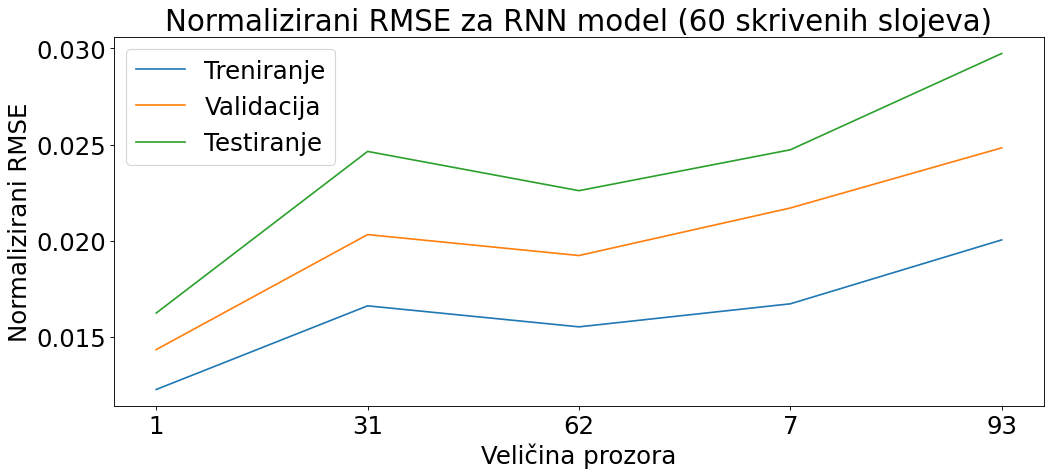 Normalizirani RMSE za RNN model (60 skrivenih slojeva)
Normalizirani RMSE
0.030
0.025
0.020
0.015
Treniranje
Validacija
Testiranje
1 31 62 7 93
Veličina prozora